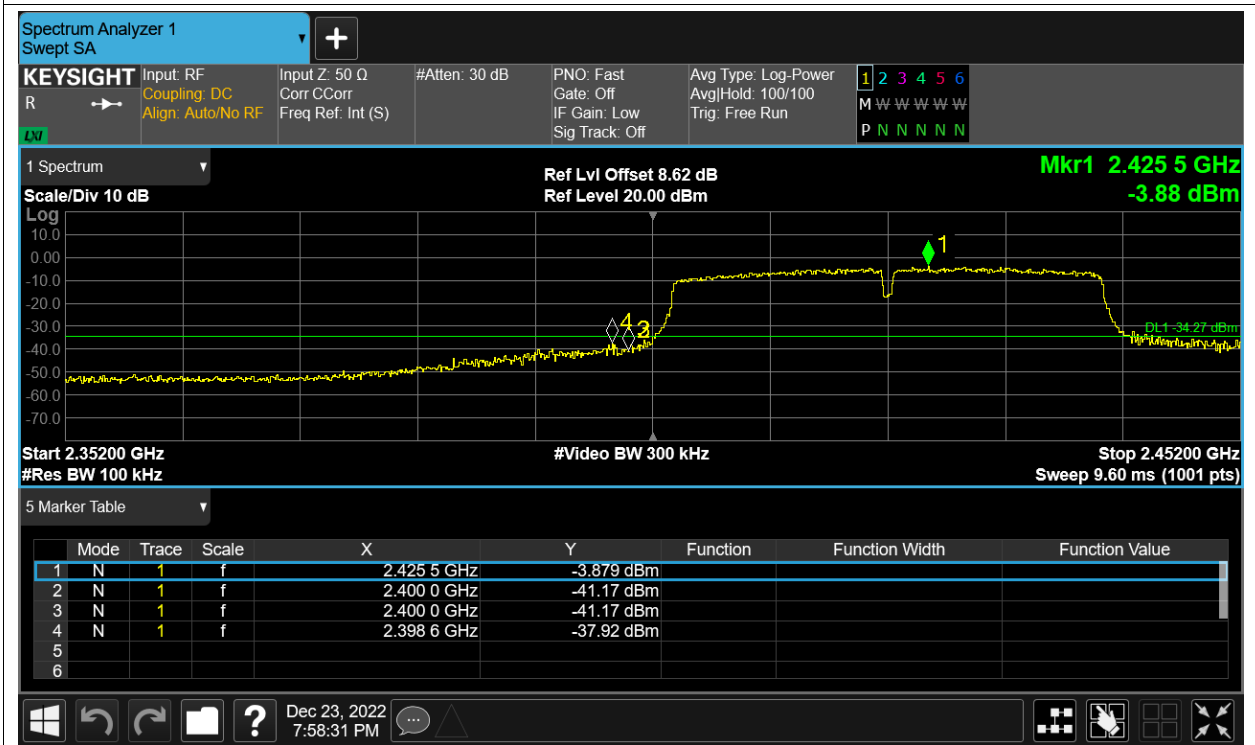 Spectrum Analyzer 1
Swept SA
KEYSIGHT
R
LXI
Input: RF
Coupling: DC
Align: Auto/No RF
Input Z: 50 Ω
Corr CCorr
Freq Ref: Int (S)
#Atten: 30 dB
PNO: Fast
Gate: Off
IF Gain: Low
Sig Track: Off
Avg Type: Log-Power
Avg|Hold: 100/100
Trig: Free Run
1 2 3 4 5 6
M W W W W W
P N N N N N
1 Spectrum
Scale/Div 10 dB
Ref Lvl Offset 8.62 dB
Ref Level 20.00 dBm
Mkr1 2.425 5 GHz
-3.88 dBm
Log
10.0
0.00
-10.0
-20.0
-30.0
-40.0
-50.0
-60.0
-70.0
1
4
DL1 -34.27 dBm
Start 2.35200 GHz
#Video BW 300 kHz
Stop 2.45200 GHz
#Res BW 100 kHz
Sweep 9.60 ms (1001 pts)
5 Marker Table
Mode Trace Scale X Y Function Function Width Function Value
1 N 1 f 2.425 5 GHz -3.879 dBm
2 N 1 f 2.400 0 GHz -41.17 dBm
3 N 1 f 2.400 0 GHz -41.17 dBm
4 N 1 f 2.398 6 GHz -37.92 dBm
5
6
?
Dec 23, 2022
7:58:31 PM